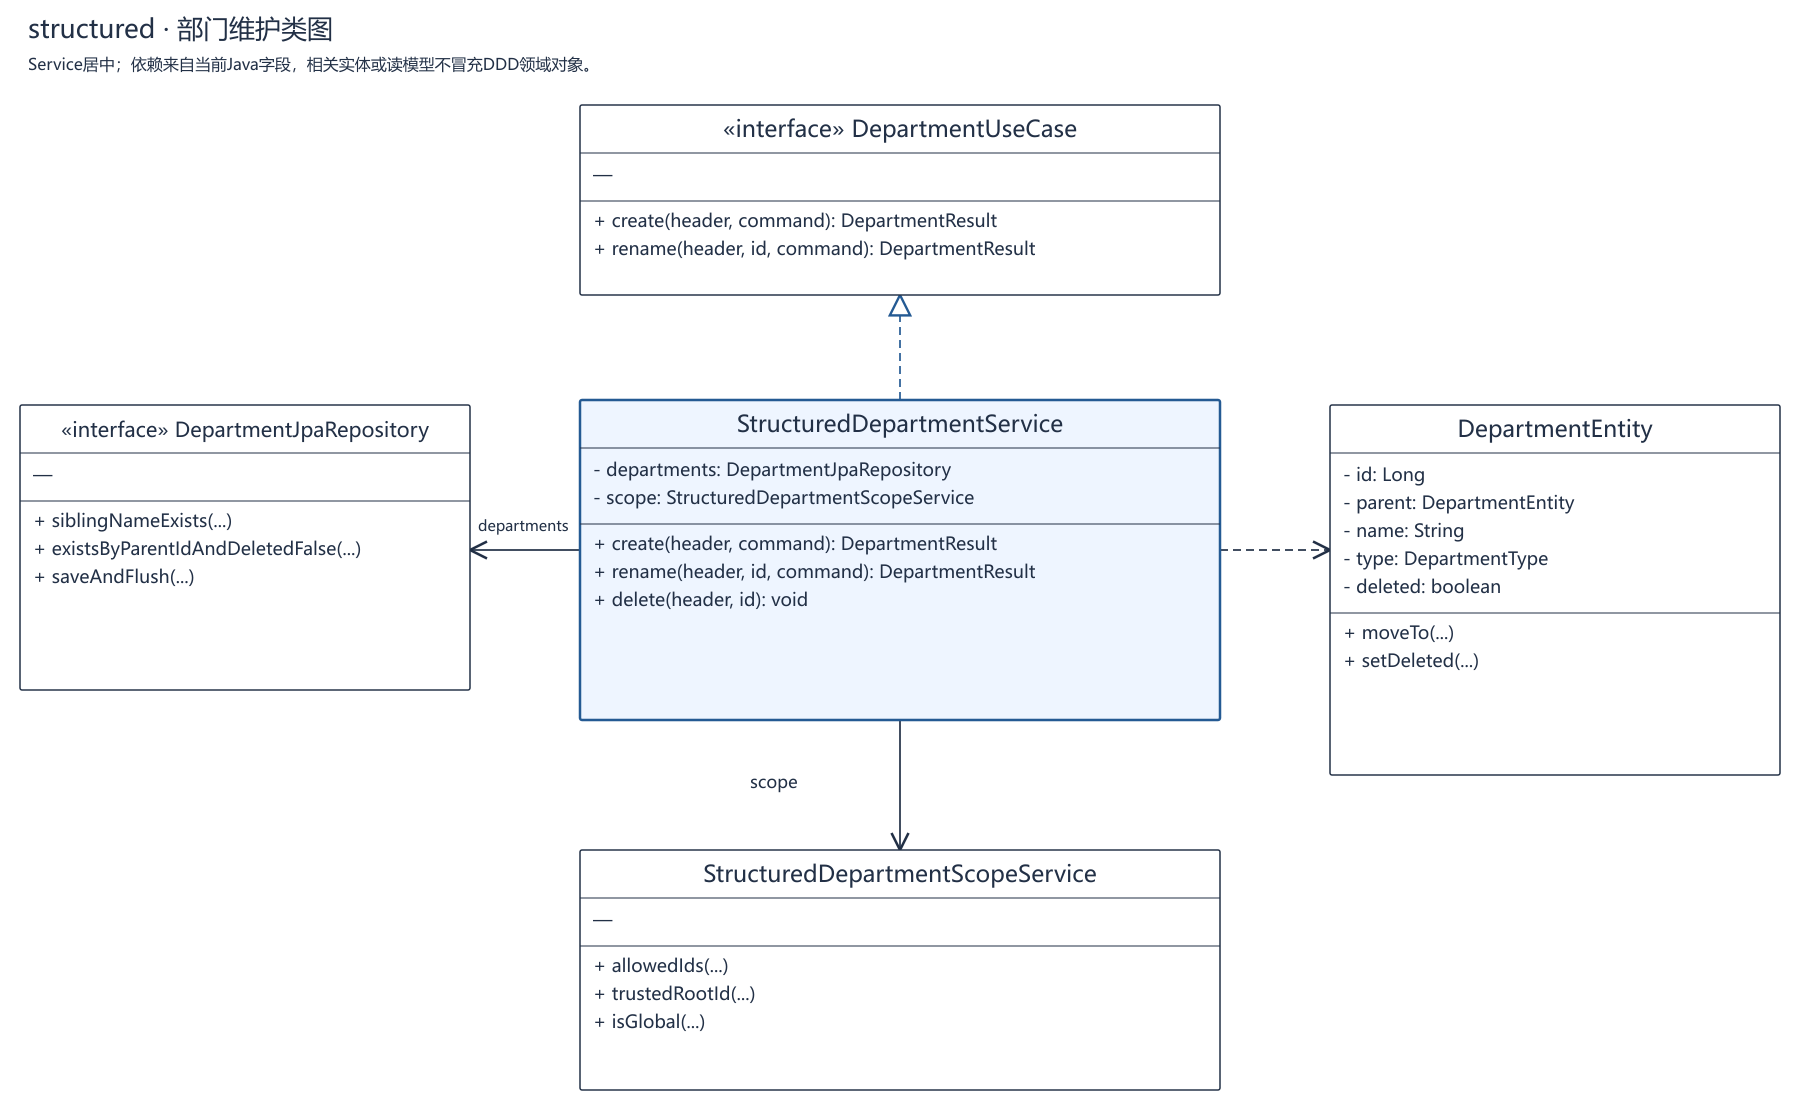 structured · 部门维护类图
Service居中；依赖来自当前Java字段，相关实体或读模型不冒充DDD领域对象。
«interface» DepartmentUseCase
—
+ create(header, command): DepartmentResult
+ rename(header, id, command): DepartmentResult
«interface» DepartmentJpaRepository
—
+ siblingNameExists(...)
+ existsByParentIdAndDeletedFalse(...)
+ saveAndFlush(...)
departments
StructuredDepartmentService
- departments: DepartmentJpaRepository
- scope: StructuredDepartmentScopeService
+ create(header, command): DepartmentResult
+ rename(header, id, command): DepartmentResult
+ delete(header, id): void
DepartmentEntity
- id: Long
- parent: DepartmentEntity
- name: String
- type: DepartmentType
- deleted: boolean
+ moveTo(...)
+ setDeleted(...)
scope
StructuredDepartmentScopeService
—
+ allowedIds(...)
+ trustedRootId(...)
+ isGlobal(...)